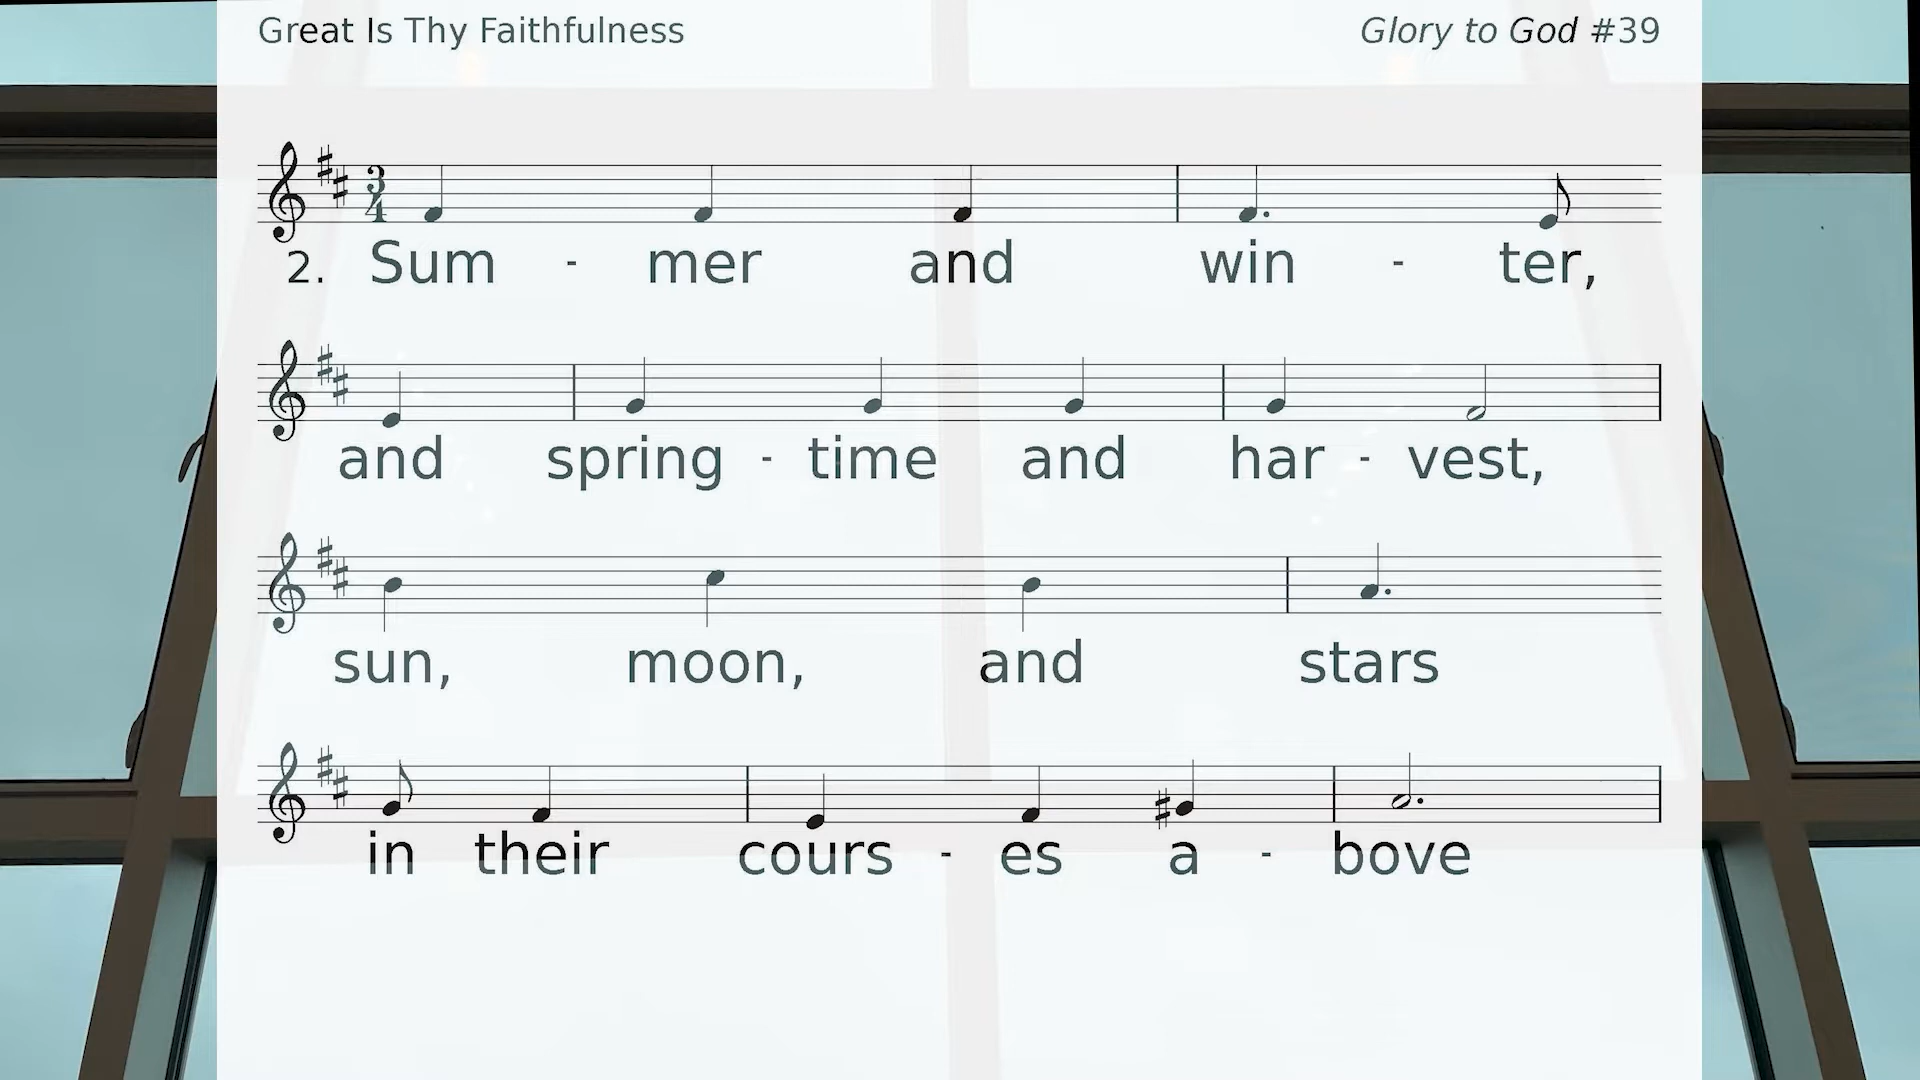 Great Is Thy Faithfulness
Glory to God #39
3
4
2. Sum - mer and win - ter,
and spring - time and har - vest,
sun, moon, and stars
in their cours - es a - bove